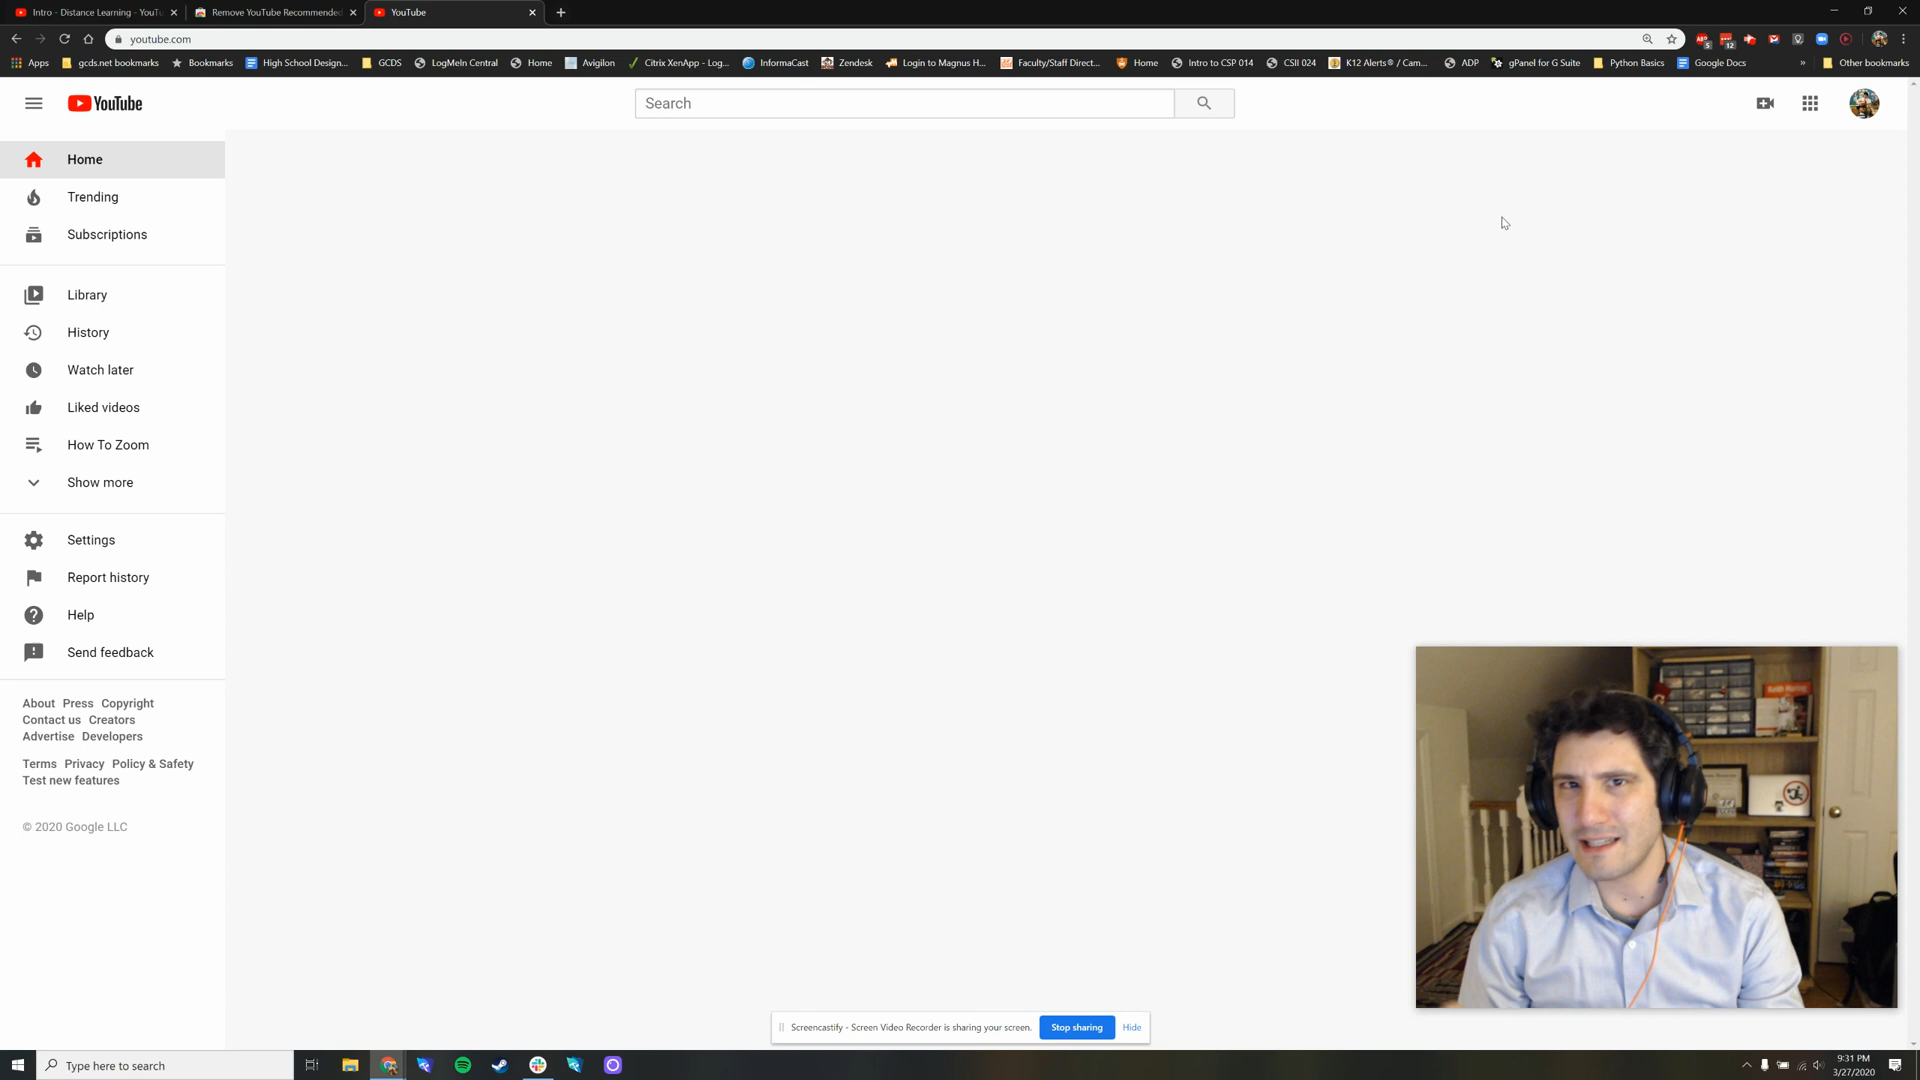 Intro - Distance Learning - YouTu
Remove YouTube Recommended
YouTube
youtube.com
Apps
gcds.net bookmarks
Bookmarks
High School Design...
GCDS
LogMeIn Central
Home
Avigilon
Citrix XenApp - Log...
InformaCast
Zendesk
Login to Magnus H...
Faculty/Staff Direct...
Home
Intro to CSP 014
CSII 024
K12 Alerts® / Cam...
ADP
gPanel for G Suite
Python Basics
Google Docs
»
Other bookmarks
YouTube
Search
Home
Trending
Subscriptions
Library
History
Watch later
Liked videos
How To Zoom
Show more
Settings
Report history
Help
Send feedback
About Press Copyright
Contact us Creators
Advertise Developers
Terms Privacy Policy & Safety
Test new features
© 2020 Google LLC
Screencastify - Screen Video Recorder is sharing your screen.
Stop sharing
Hide
Type here to search
9:31 PM
3/27/2020